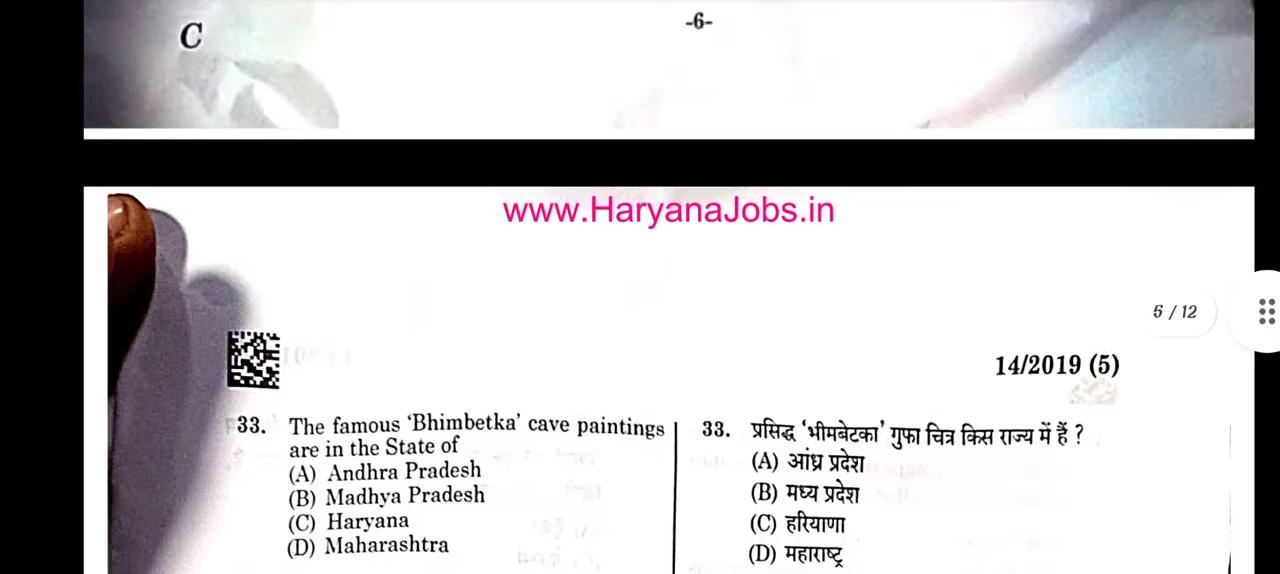 C
-6-
www.HaryanaJobs.in
5 / 12
14/2019 (5)
33. The famous 'Bhimbetka' cave paintings
are in the State of
(A) Andhra Pradesh
(B) Madhya Pradesh
(C) Haryana
(D) Maharashtra
33. प्रसिद्ध 'भीमबेटका' गुफा चित्र किस राज्य में हैं ?
(A) आंध्र प्रदेश
(B) मध्य प्रदेश
(C) हरियाणा
(D) महाराष्ट्र